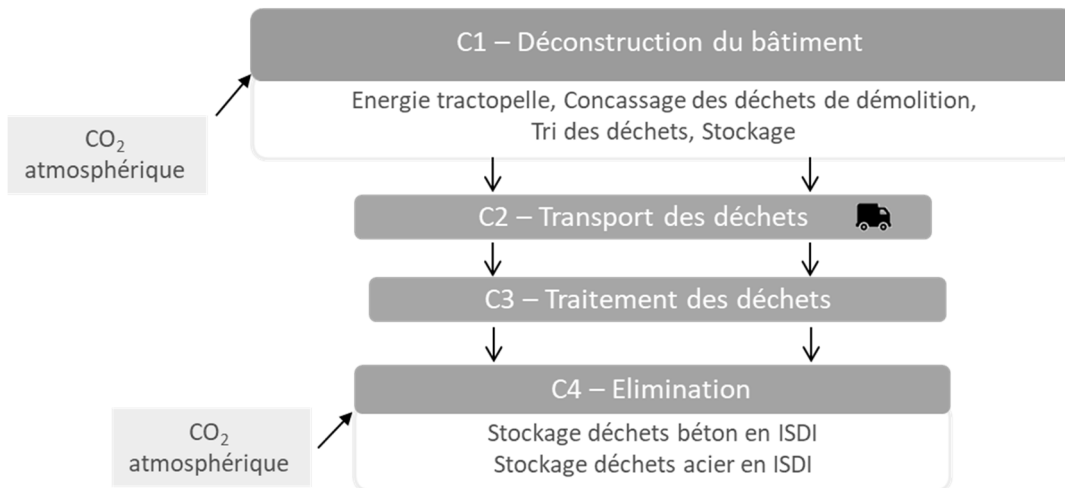 C1 – Déconstruction du bâtiment
Energie tractopelle, Concassage des déchets de démolition,
Tri des déchets, Stockage
CO₂
atmosphérique
C2 – Transport des déchets
C3 – Traitement des déchets
C4 – Elimination
Stockage déchets béton en ISDI
Stockage déchets acier en ISDI
CO₂
atmosphérique